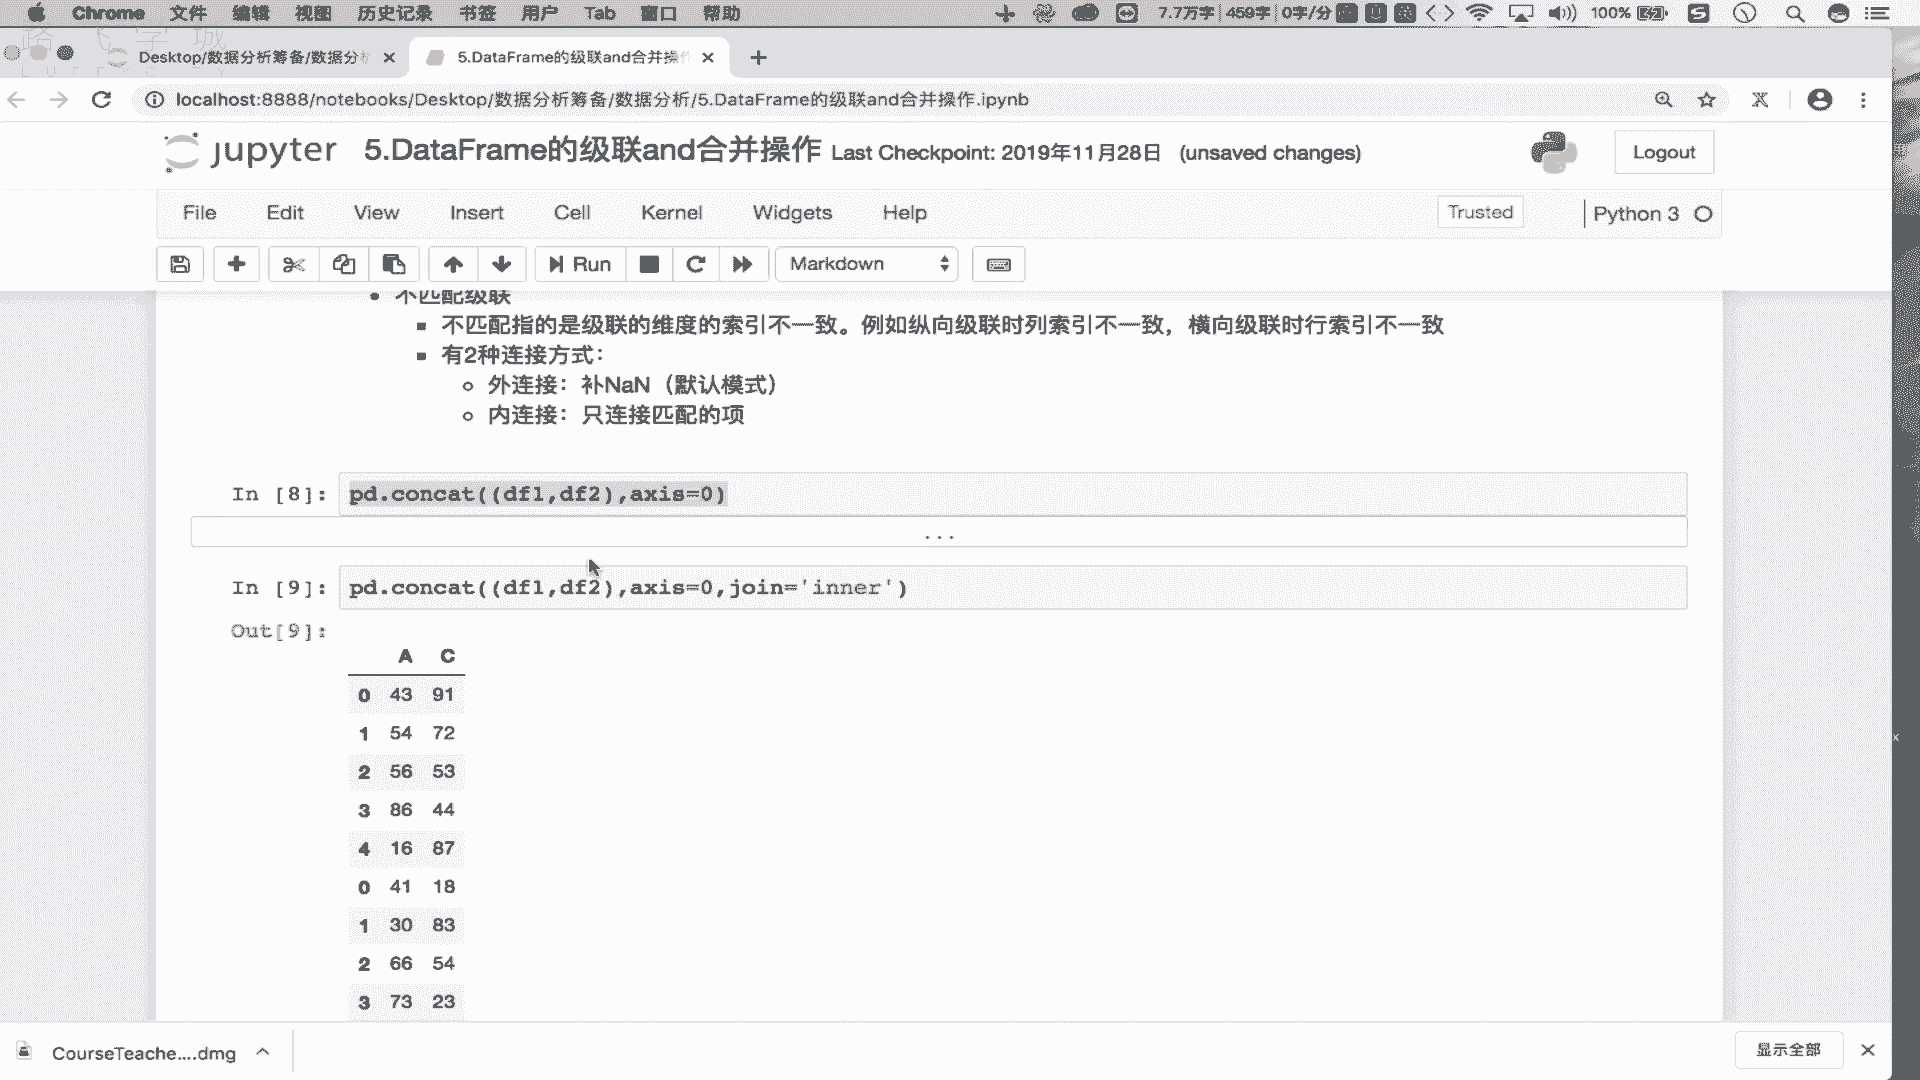 Chrome 文件 编辑 视图 历史记录 书签 用户 Tab 窗口 帮助 7.7万字 459字 0字/分 100%
Desktop/数据分析筹备/数据分
5.DataFrame的级联and合并操
localhost:8888/notebooks/Desktop/数据分析筹备/数据分析/5.DataFrame的级联and合并操作.ipynb
jupyter 5.DataFrame的级联and合并操作 Last Checkpoint: 2019年11月28日 (unsaved changes)
Logout
File Edit View Insert Cell Kernel Widgets Help Trusted Python 3
Run Markdown
不匹配级联
不匹配指的是级联的维度的索引不一致。例如纵向级联时列索引不一致，横向级联时行索引不一致
有2种连接方式：
外连接：补NaN（默认模式）
内连接：只连接匹配的项
In [8]: pd.concat((df1,df2),axis=0)
...
In [9]: pd.concat((df1,df2),axis=0,join='inner')
Out[9]:
A C
0 43 91
1 54 72
2 56 53
3 86 44
4 16 87
0 41 18
1 30 83
2 66 54
3 73 23
CourseTeache....dmg
显示全部